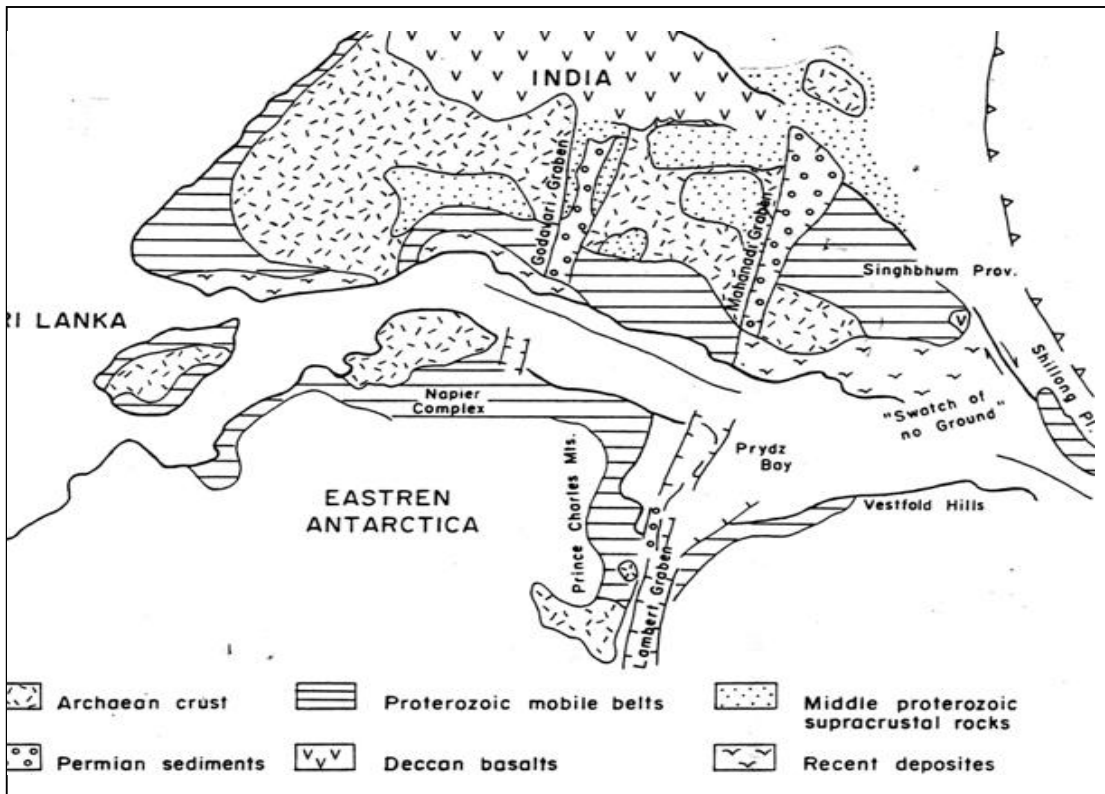 INDIA
Godavari Graben
Mahanadi Graben
Singhbhum Prov.
RI LANKA
Shillong Pl.
Napier
Complex
"Swatch of
no Ground"
Prydz
Bay
Prince Charles Mts.
EASTREN
ANTARCTICA
Vestfold Hills
Lambert Graben
Archaean crust
Proterozoic mobile belts
Middle proterozoic
supracrustal rocks
Permian sediments
Deccan basalts
Recent deposites